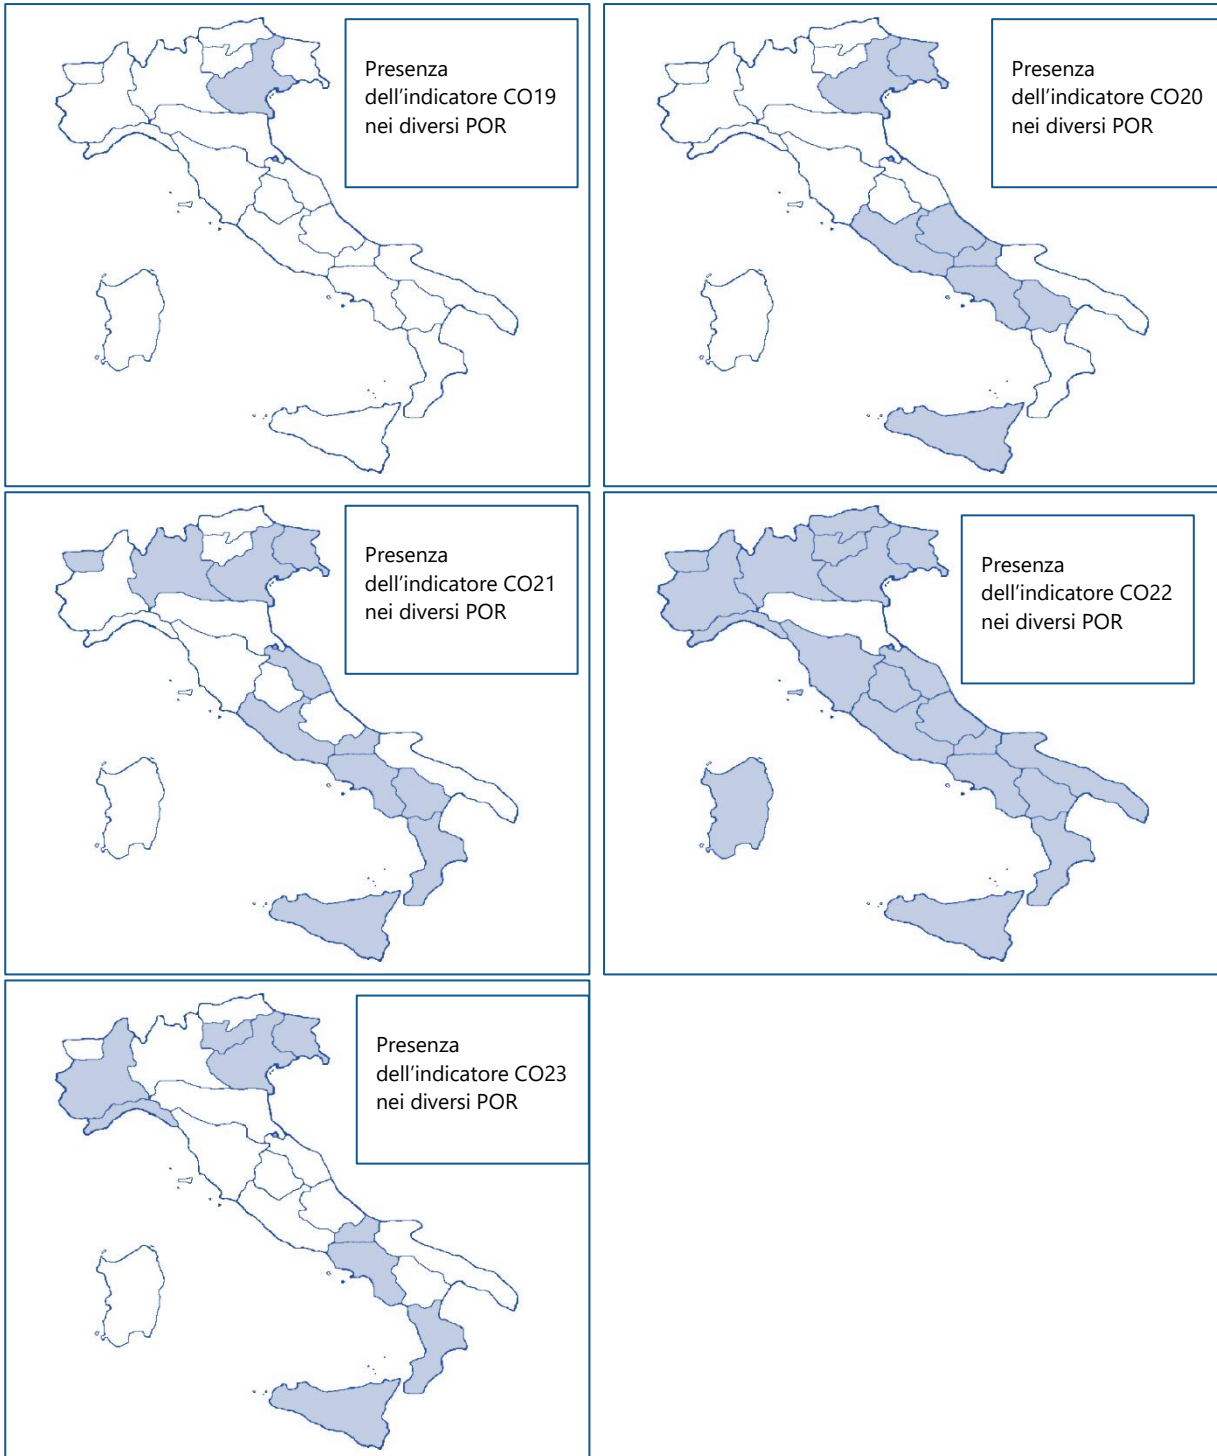 Presenza
dell'indicatore CO19
nei diversi POR
Presenza
dell'indicatore CO20
nei diversi POR
Presenza
dell'indicatore CO21
nei diversi POR
Presenza
dell'indicatore CO22
nei diversi POR
Presenza
dell'indicatore CO23
nei diversi POR